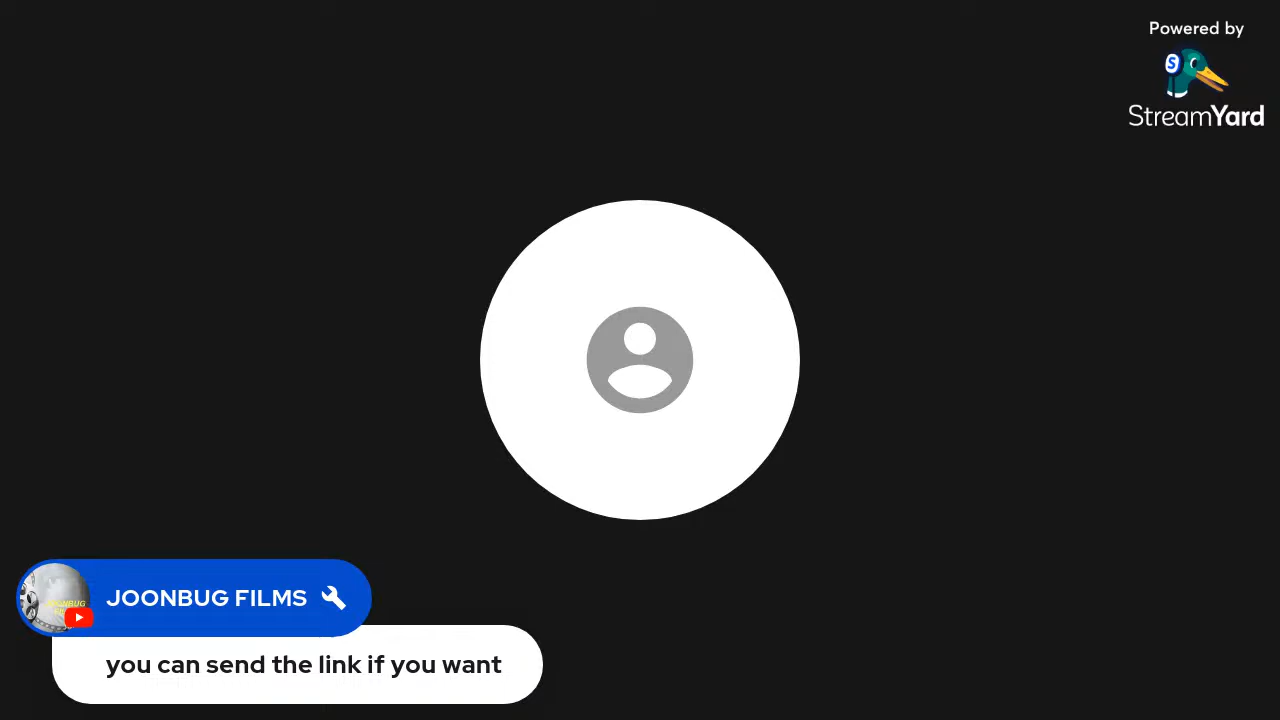 Powered by
S
StreamYard
JOONBUG FILMS
you can send the link if you want